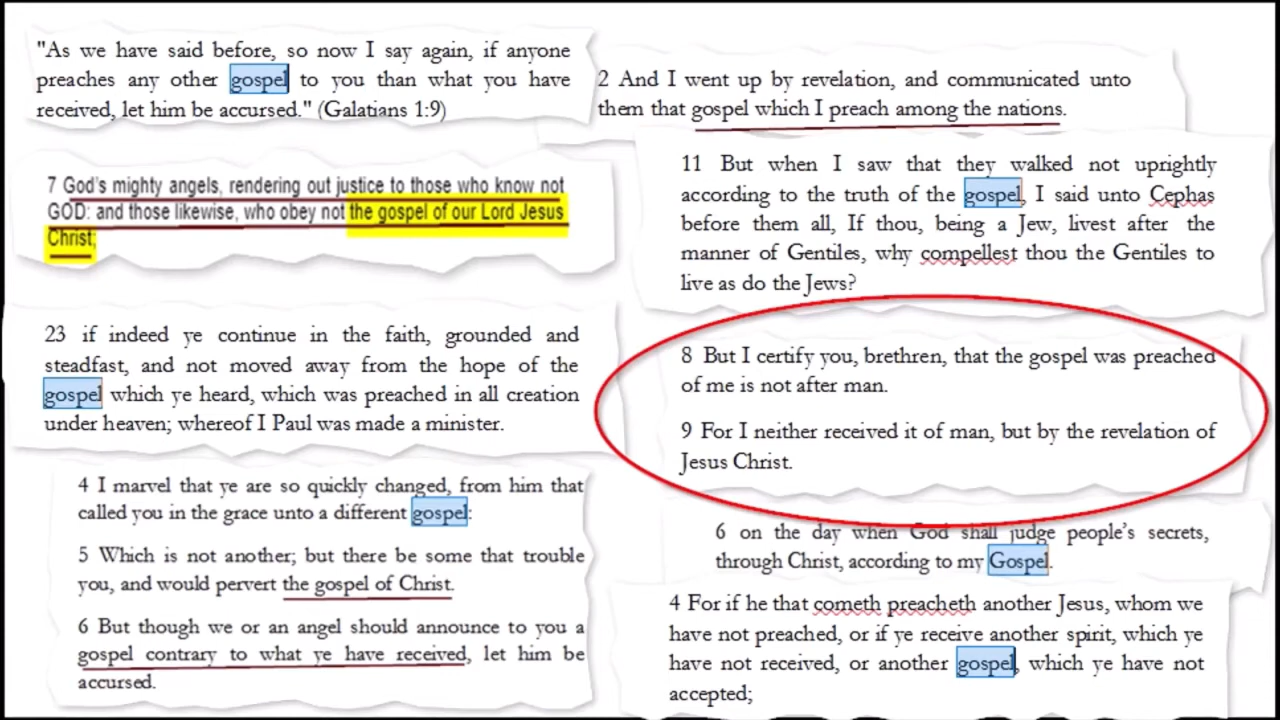 "As we have said before, so now I say again, if anyone
preaches any other gospel to you than what you have
received, let him be accursed." (Galatians 1:9)
7 God's mighty angels, rendering out justice to those who know not
GOD: and those likewise, who obey not the gospel of our Lord Jesus
Christ;
23 if indeed ye continue in the faith, grounded and
steadfast, and not moved away from the hope of the
gospel which ye heard, which was preached in all creation
under heaven; whereof I Paul was made a minister.
4 I marvel that ye are so quickly changed, from him that
called you in the grace unto a different gospel:
5 Which is not another; but there be some that trouble
you, and would pervert the gospel of Christ.
6 But though we or an angel should announce to you a
gospel contrary to what ye have received, let him be
accursed.
2 And I went up by revelation, and communicated unto
them that gospel which I preach among the nations.
11 But when I saw that they walked not uprightly
according to the truth of the gospel, I said unto Cephas
before them all, If thou, being a Jew, livest after the
manner of Gentiles, why compellest thou the Gentiles to
live as do the Jews?
8 But I certify you, brethren, that the gospel was preached
of me is not after man.
9 For I neither received it of man, but by the revelation of
Jesus Christ.
6 on the day when God shall judge people's secrets,
through Christ, according to my Gospel.
4 For if he that cometh preacheth another Jesus, whom we
have not preached, or if ye receive another spirit, which ye
have not received, or another gospel, which ye have not
accepted;